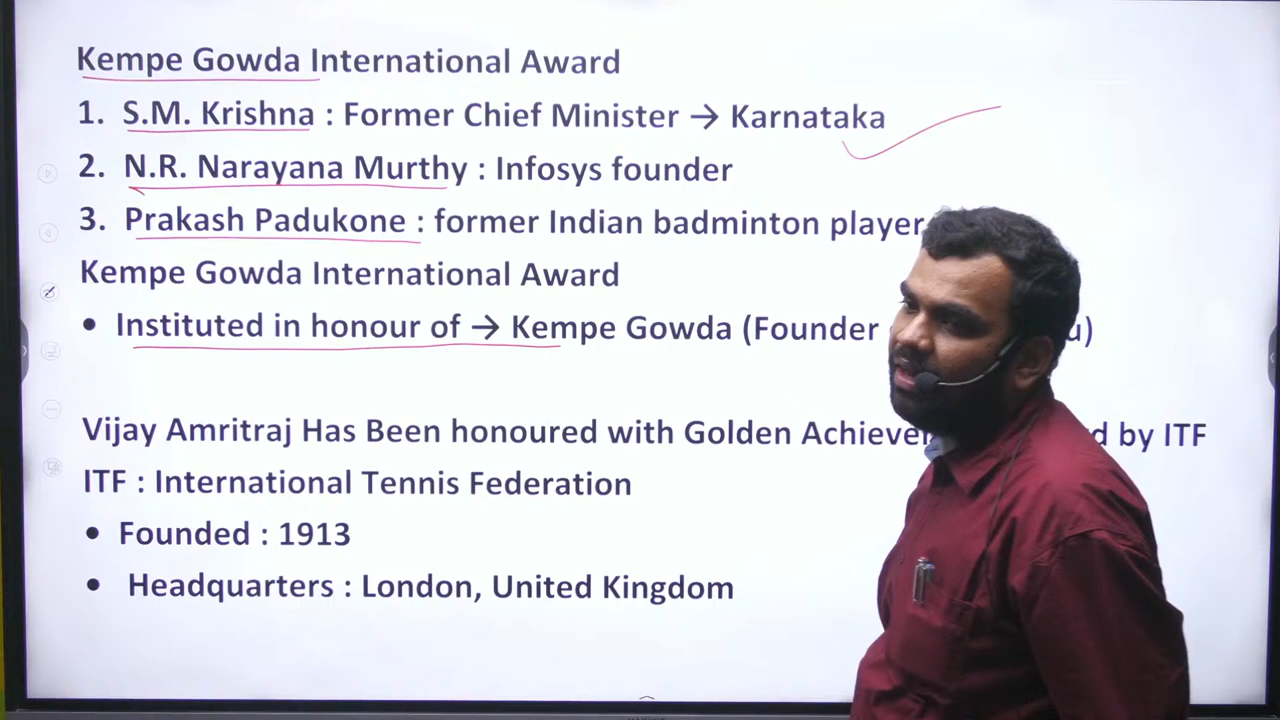 Kempe Gowda International Award
1. S.M. Krishna : Former Chief Minister → Karnataka
2. N.R. Narayana Murthy : Infosys founder
3. Prakash Padukone : former Indian badminton player
Kempe Gowda International Award
• Instituted in honour of → Kempe Gowda (Founder
Vijay Amritraj Has Been honoured with Golden by ITF
ITF : International Tennis Federation
• Founded : 1913
• Headquarters : London, United Kingdom